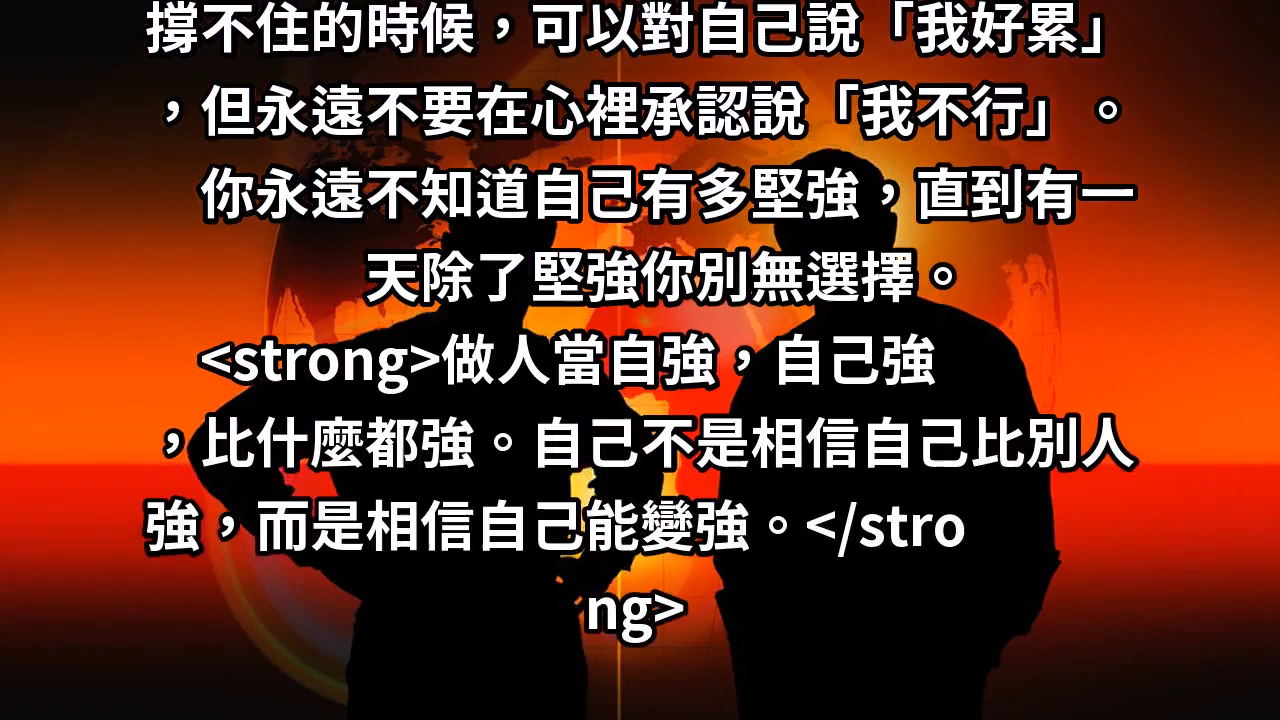 撐不住的時候，可以對自己說「我好累」
，但永遠不要在心裡承認說「我不行」。
你永遠不知道自己有多堅強，直到有一
天除了堅強你別無選擇。
<strong>做人當自強，自己強
，比什麼都強。自己不是相信自己比別人
強，而是相信自己能變強。</stro
ng>